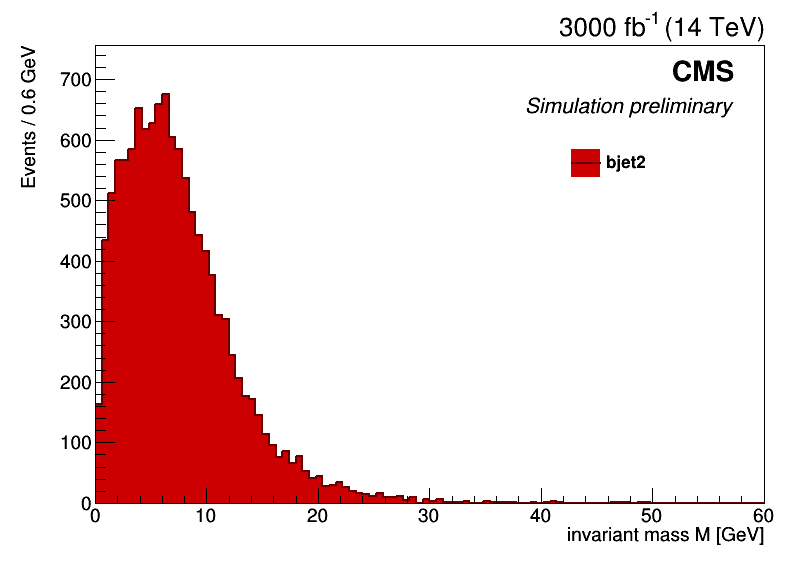 3000 fb-1 (14 TeV)
Events / 0.6 GeV
CMS
Simulation preliminary
bjet2
700
600
500
400
300
200
100
0
0 10 20 30 40 50 60
invariant mass M [GeV]